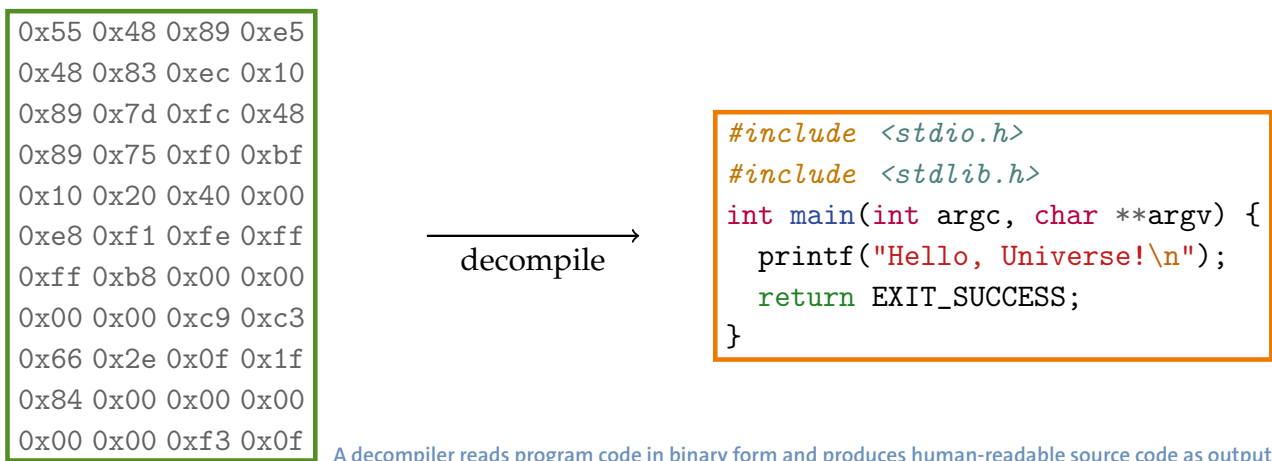 0x55 0x48 0x89 0xe5
0x48 0x83 0xec 0x10
0x89 0x7d 0xfc 0x48
0x89 0x75 0xf0 0xbf
0x10 0x20 0x40 0x00
0xe8 0xf1 0xfe 0xff
0xff 0xb8 0x00 0x00
0x00 0x00 0xc9 0xc3
0x66 0x2e 0x0f 0x1f
0x84 0x00 0x00 0x00
0x00 0x00 0xf3 0x0f
decompile
#include <stdio.h>
#include <stdlib.h>
int main(int argc, char **argv) {
  printf("Hello, Universe!\n");
  return EXIT_SUCCESS;
}
A decompiler reads program code in binary form and produces human-readable source code as output